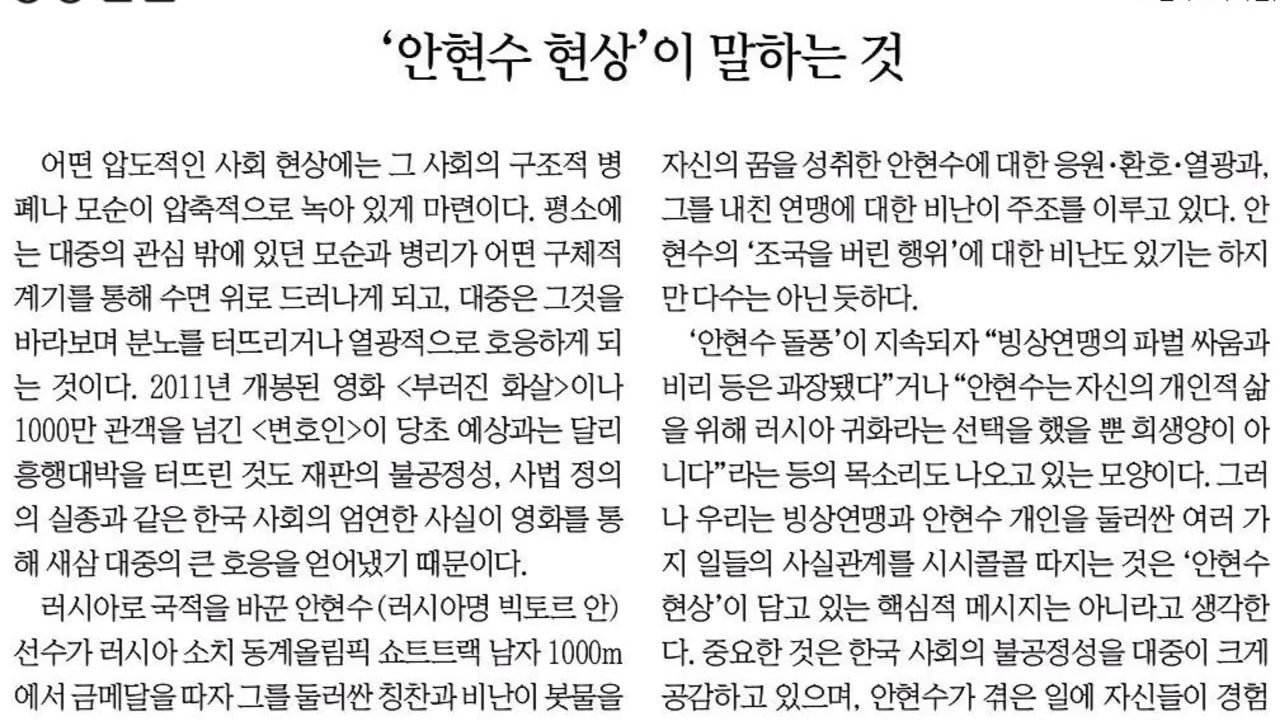 ‘안현수 현상’이 말하는 것
어떤 압도적인 사회 현상에는 그 사회의 구조적 병
폐나 모순이 압축적으로 녹아 있게 마련이다. 평소에
는 대중의 관심 밖에 있던 모순과 병리가 어떤 구체적
계기를 통해 수면 위로 드러나게 되고, 대중은 그것을
바라보며 분노를 터뜨리거나 열광적으로 호응하게 되
는 것이다. 2011년 개봉된 영화 <부러진 화살>이나
1000만 관객을 넘긴 <변호인>이 당초 예상과는 달리
흥행대박을 터뜨린 것도 재판의 불공정성, 사법 정의
의 실종과 같은 한국 사회의 엄연한 사실이 영화를 통
해 새삼 대중의 큰 호응을 얻어냈기 때문이다.
러시아로 국적을 바꾼 안현수(러시아명 빅토르 안)
선수가 러시아 소치 동계올림픽 쇼트트랙 남자 1000m
에서 금메달을 따자 그를 둘러싼 칭찬과 비난이 봇물을
자신의 꿈을 성취한 안현수에 대한 응원·환호·열광과,
그를 내친 연맹에 대한 비난이 주조를 이루고 있다. 안
현수의 ‘조국을 버린 행위’에 대한 비난도 있기는 하지
만 다수는 아닌 듯하다.
‘안현수 돌풍’이 지속되자 “빙상연맹의 파벌 싸움과
비리 등은 과장됐다”거나 “안현수는 자신의 개인적 삶
을 위해 러시아 귀화라는 선택을 했을 뿐 희생양이 아
니다”라는 등의 목소리도 나오고 있는 모양이다. 그러
나 우리는 빙상연맹과 안현수 개인을 둘러싼 여러 가
지 일들의 사실관계를 시시콜콜 따지는 것은 ‘안현수
현상’이 담고 있는 핵심적 메시지는 아니라고 생각한
다. 중요한 것은 한국 사회의 불공정성을 대중이 크게
공감하고 있으며, 안현수가 겪은 일에 자신들이 경험